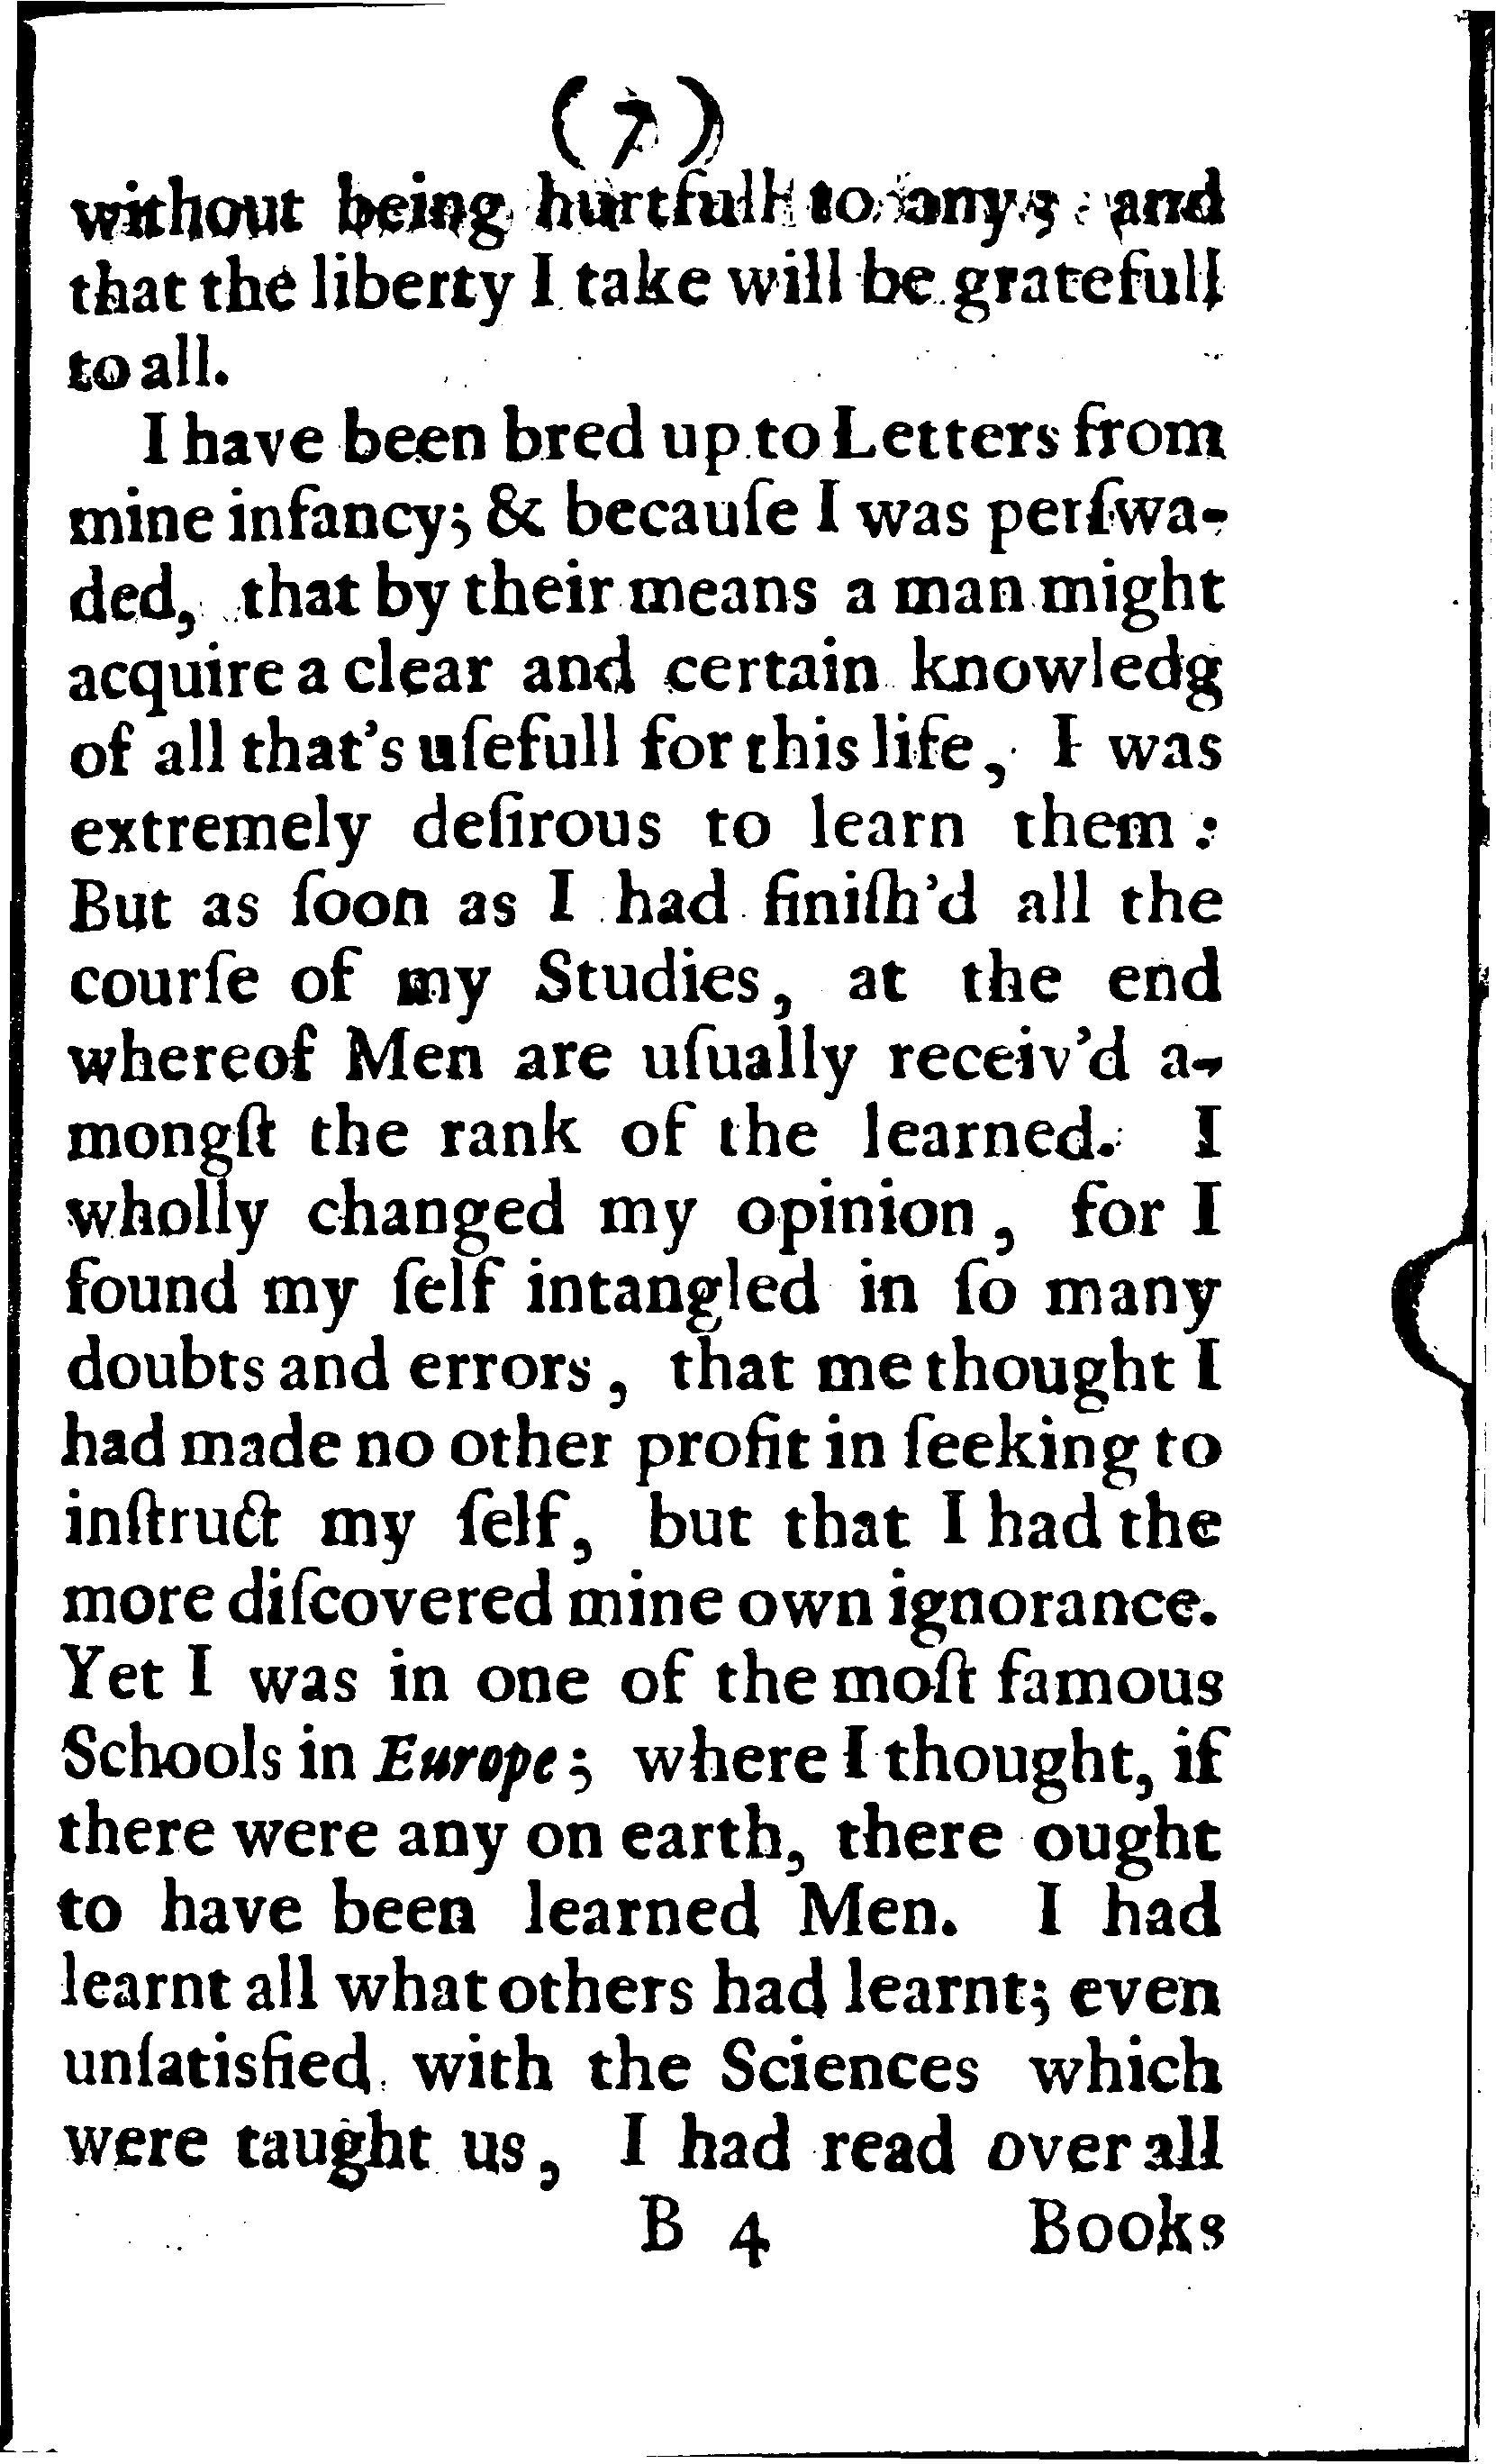 (7)
without being hurtfull to any; and
that the liberty I take will be gratefull
to all.
I have been bred up to Letters from
mine infancy; & becauſe I was perſwa-
ded, that by their means a man might
acquire a clear and certain knowledg
of all that's uſefull for this life, I was
extremely deſirous to learn them:
But as ſoon as I had finiſh'd all the
courſe of my Studies, at the end
whereof Men are uſually receiv'd a-
mongſt the rank of the learned. I
wholly changed my opinion, for I
found my ſelf intangled in ſo many
doubts and errors, that me thought I
had made no other profit in ſeeking to
inſtruct my ſelf, but that I had the
more diſcovered mine own ignorance.
Yet I was in one of the moſt famous
Schools in Europe; where I thought, if
there were any on earth, there ought
to have been learned Men. I had
learnt all what others had learnt; even
unſatisfied with the Sciences which
were taught us, I had read over all
B 4 Books